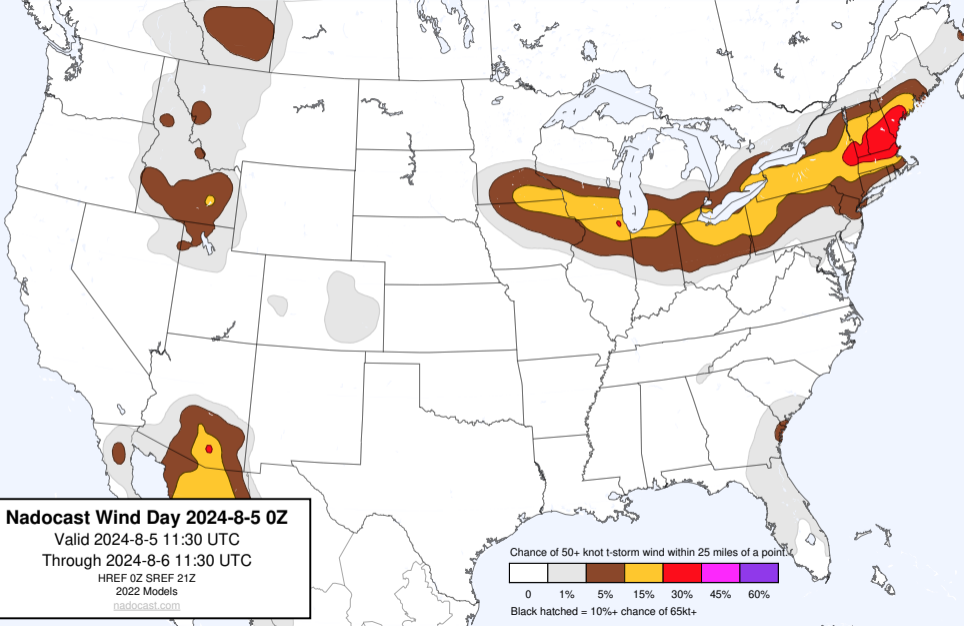 Nadocast Wind Day 2024-8-5 0Z
Valid 2024-8-5 11:30 UTC
Through 2024-8-6 11:30 UTC
HREF 0Z SREF 21Z
2022 Models
nadocast.com
Chance of 50+ knot t-storm wind within 25 miles of a point.
0 1% 5% 15% 30% 45% 60%
Black hatched = 10%+ chance of 65kt+